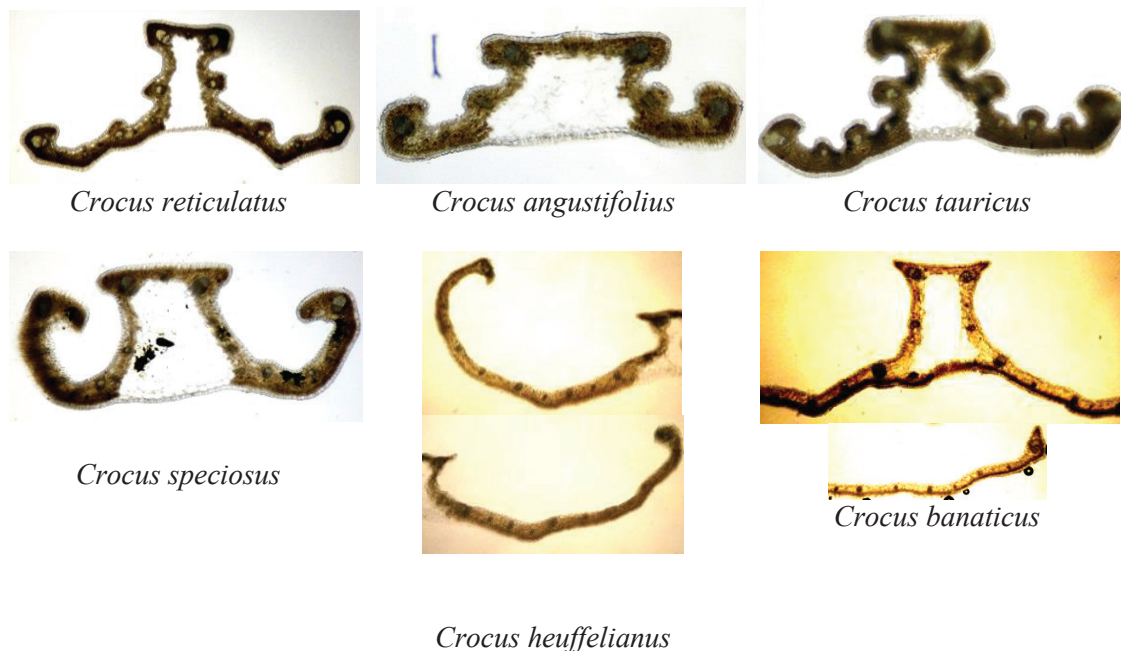 Crocus reticulatus
Crocus angustifolius
Crocus tauricus
Crocus speciosus
Crocus banaticus
Crocus heuffelianus